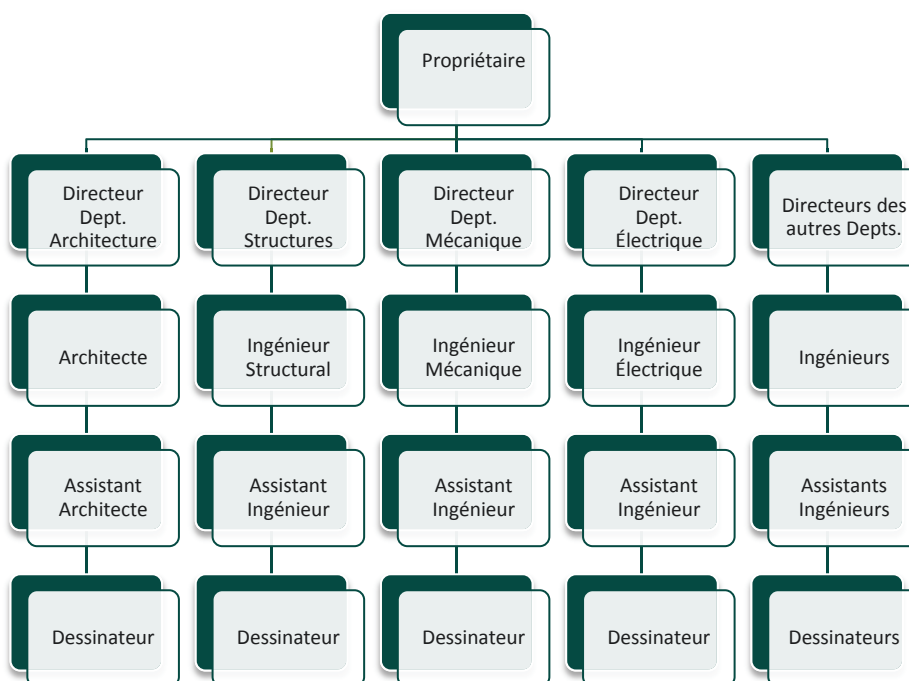 Propriétaire
Directeur
Dept.
Architecture
Directeur
Dept.
Structures
Directeur
Dept.
Mécanique
Directeur
Dept.
Électrique
Directeurs des
autres Depts.
Architecte
Ingénieur
Structural
Ingénieur
Mécanique
Ingénieur
Électrique
Ingénieurs
Assistant
Architecte
Assistant
Ingénieur
Assistant
Ingénieur
Assistant
Ingénieur
Assistants
Ingénieurs
Dessinateur
Dessinateur
Dessinateur
Dessinateur
Dessinateurs